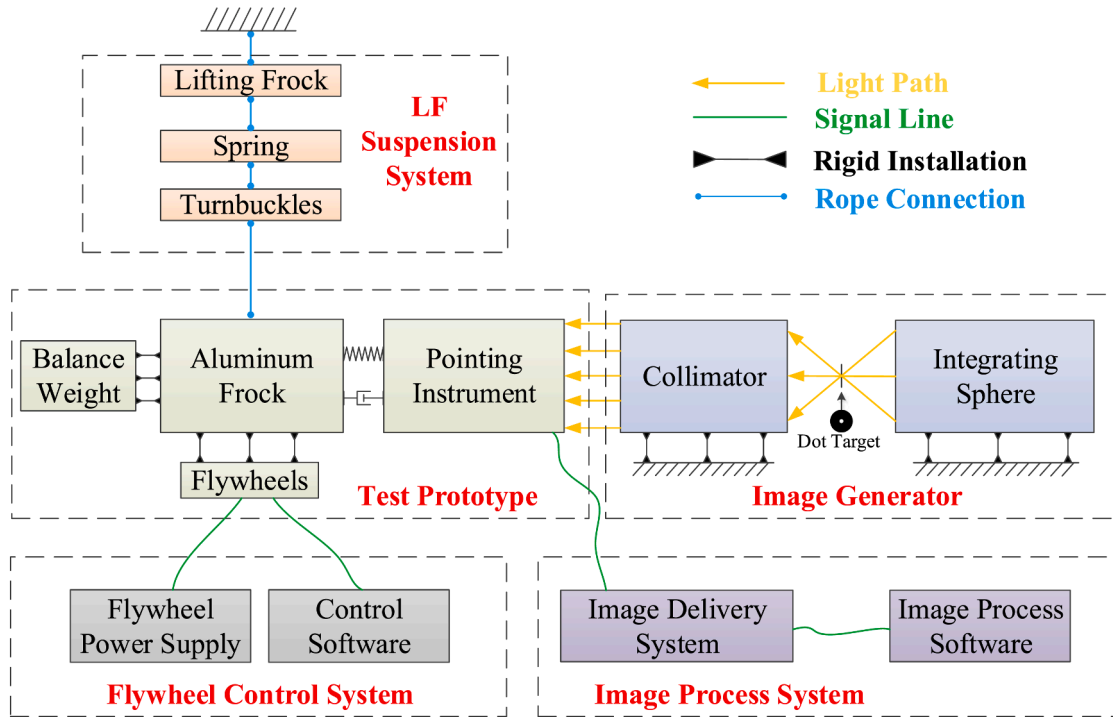 Lifting Frock
Spring
Turnbuckles
LF
Suspension
System
Light Path
Signal Line
Rigid Installation
Rope Connection
Balance
Weight
Aluminum
Frock
Pointing
Instrument
Flywheels
Test Prototype
Collimator
Dot Target
Integrating
Sphere
Image Generator
Flywheel
Power Supply
Control
Software
Flywheel Control System
Image Delivery
System
Image Process
Software
Image Process System